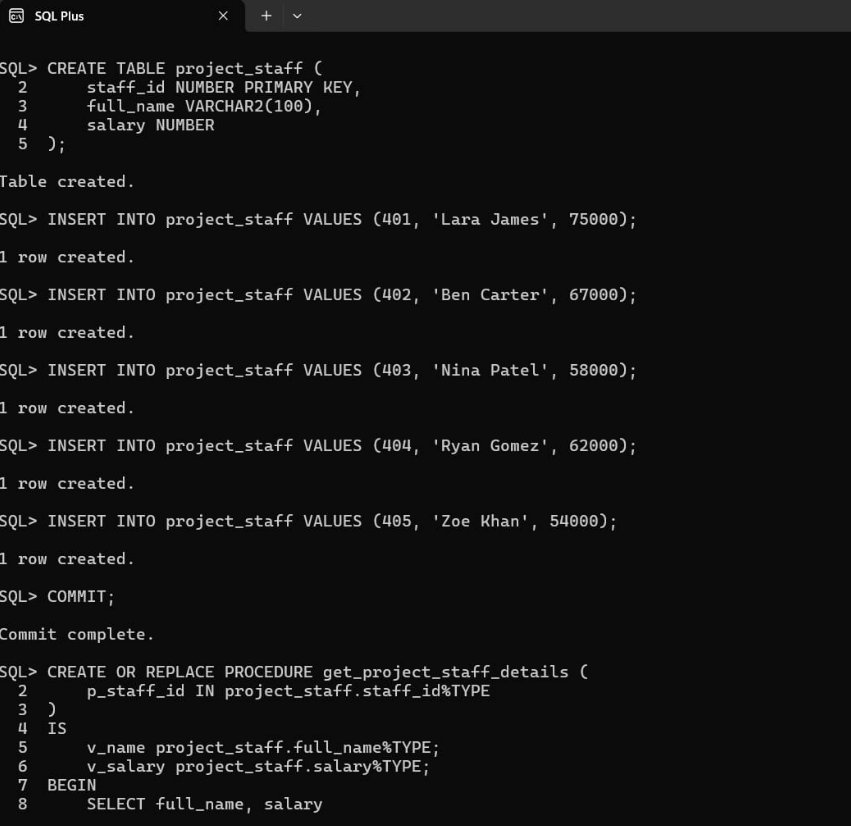 SQL Plus
SQL> CREATE TABLE project_staff (
  2      staff_id NUMBER PRIMARY KEY,
  3      full_name VARCHAR2(100),
  4      salary NUMBER
  5  );
Table created.
SQL> INSERT INTO project_staff VALUES (401, 'Lara James', 75000);
1 row created.
SQL> INSERT INTO project_staff VALUES (402, 'Ben Carter', 67000);
1 row created.
SQL> INSERT INTO project_staff VALUES (403, 'Nina Patel', 58000);
1 row created.
SQL> INSERT INTO project_staff VALUES (404, 'Ryan Gomez', 62000);
1 row created.
SQL> INSERT INTO project_staff VALUES (405, 'Zoe Khan', 54000);
1 row created.
SQL> COMMIT;
Commit complete.
SQL> CREATE OR REPLACE PROCEDURE get_project_staff_details (
  2      p_staff_id IN project_staff.staff_id%TYPE
  3  )
  4  IS
  5      v_name project_staff.full_name%TYPE;
  6      v_salary project_staff.salary%TYPE;
  7  BEGIN
  8      SELECT full_name, salary